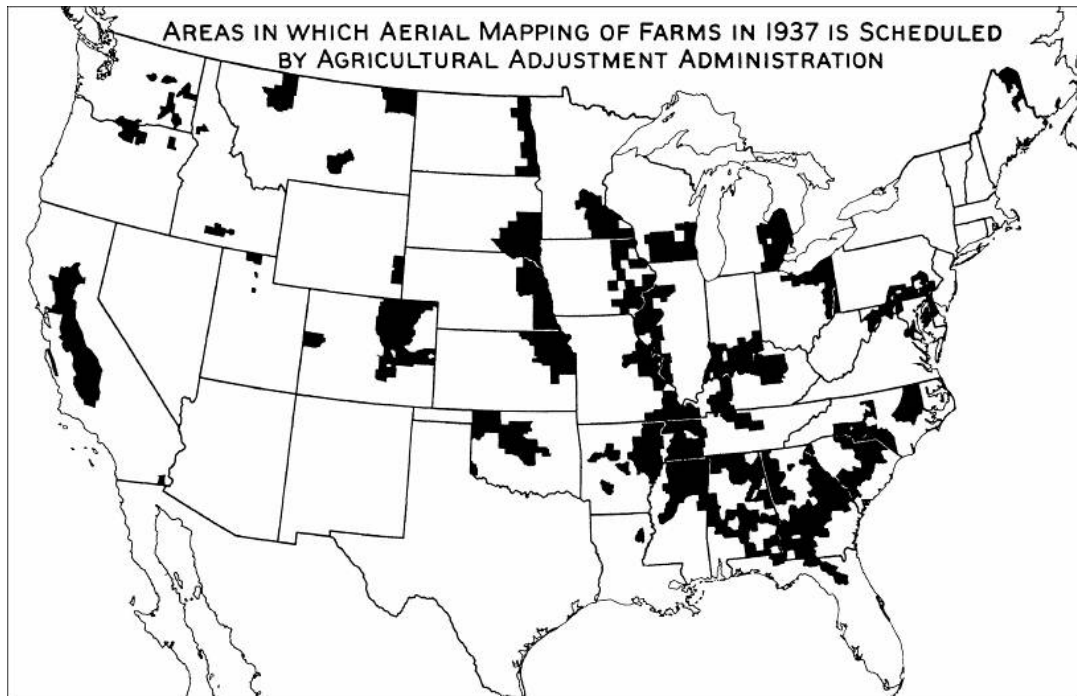 AREAS IN WHICH AERIAL MAPPING OF FARMS IN 1937 IS SCHEDULED
BY AGRICULTURAL ADJUSTMENT ADMINISTRATION